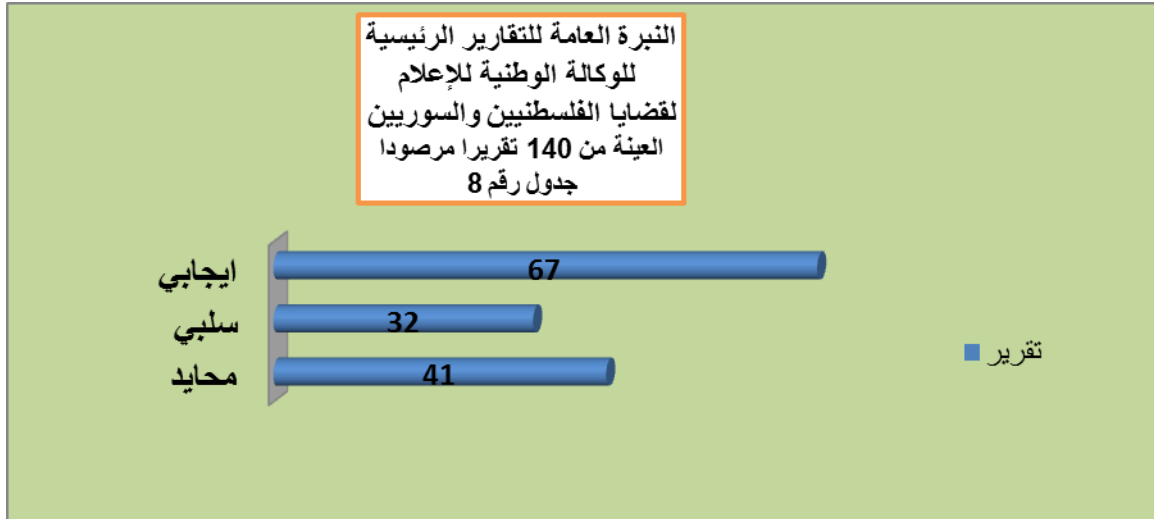 النبرة العامة للتقارير الرئيسية
للوكالة الوطنية للإعلام
لقضايا الفلسطنيين والسوريين
العينة من 140 تقريرا مرصودا
جدول رقم 8
ايجابي 67
سلبي 32
محايد 41
تقرير